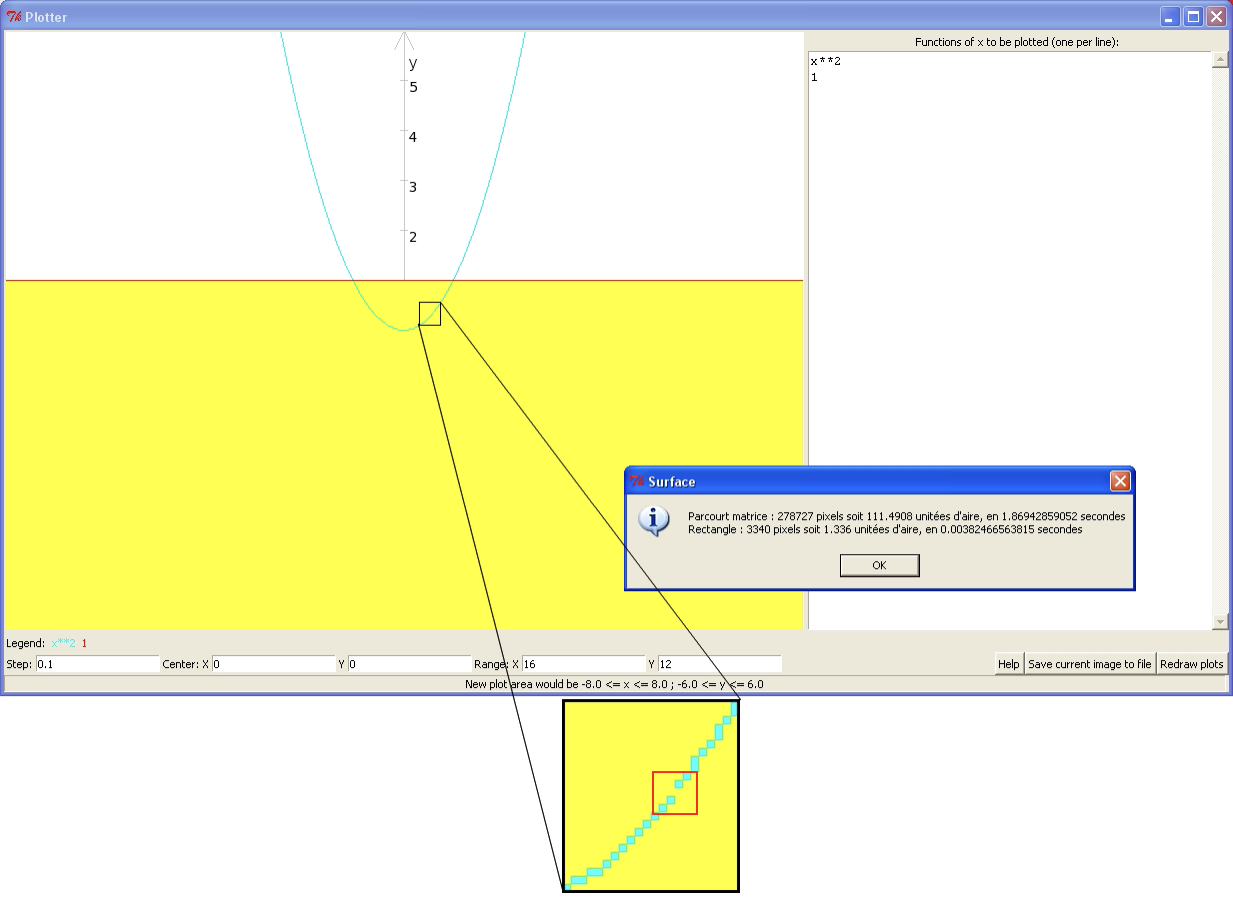 Plotter
Functions of x to be plotted (one per line):
x**2
1
y
5
4
3
2
Surface
Parcourt matrice : 278727 pixels soit 111.4908 unitées d'aire, en 1.86942859052 secondes
Rectangle : 3340 pixels soit 1.336 unitées d'aire, en 0.00382466563815 secondes
OK
Legend: x**2 1
Step: 0.1 Center: X 0 Y 0 Range: X 16 Y 12 Help Save current image to file Redraw plots
New plot area would be -8.0 <= x <= 8.0 ; -6.0 <= y <= 6.0